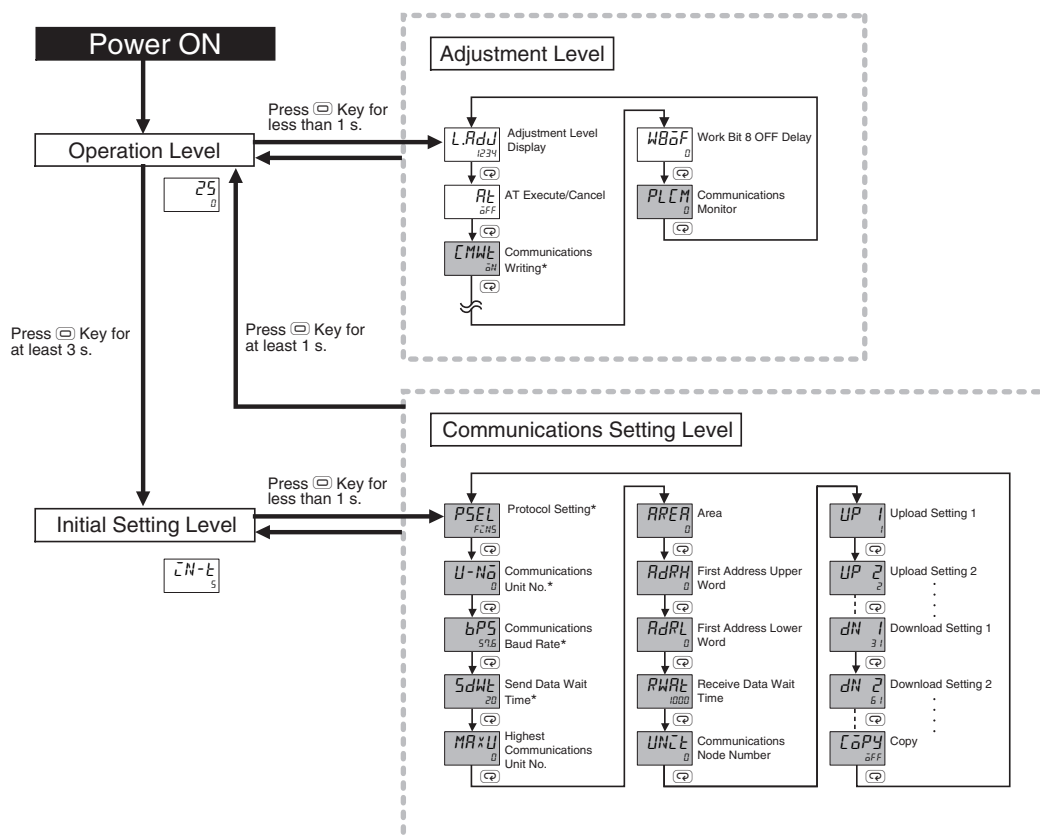 Power ON
Operation Level
25
0
Press Key for
less than 1 s.
Adjustment Level
L.AdJ
1234
Adjustment Level
Display
At
oFF
AT Execute/Cancel
CMWt
oN
Communications
Writing*
W8oF
0
Work Bit 8 OFF Delay
PLCM
0
Communications
Monitor
Press Key for
at least 3 s.
Press Key for
at least 1 s.
Initial Setting Level
iN-t
5
Press Key for
less than 1 s.
Communications Setting Level
PSEL
FiNS
Protocol Setting*
U-No
0
Communications
Unit No.*
bPS
57.6
Communications
Baud Rate*
SdWt
20
Send Data Wait
Time*
MAxU
0
Highest
Communications
Unit No.
AREA
0
Area
AdRH
0
First Address Upper
Word
AdRL
0
First Address Lower
Word
RWAt
1000
Receive Data Wait
Time
UNit
0
Communications
Node Number
UP 1
1
Upload Setting 1
UP 2
2
Upload Setting 2
dN 1
31
Download Setting 1
dN 2
61
Download Setting 2
CoPY
oFF
Copy